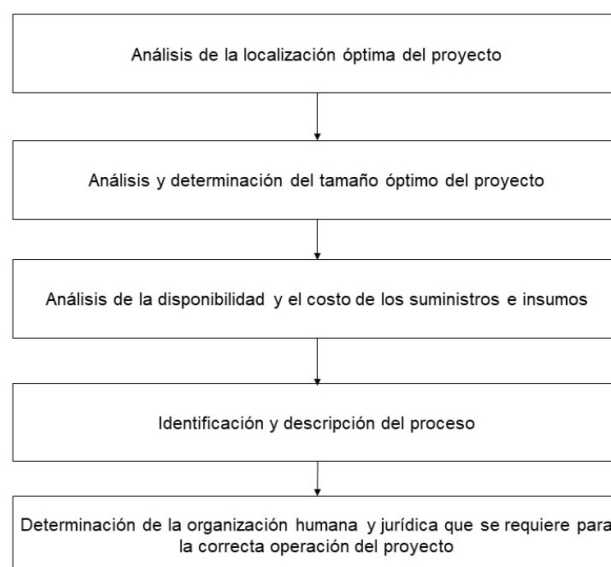 Análisis de la localización óptima del proyecto
Análisis y determinación del tamaño óptimo del proyecto
Análisis de la disponibilidad y el costo de los suministros e insumos
Identificación y descripción del proceso
Determinación de la organización humana y jurídica que se requiere para
la correcta operación del proyecto